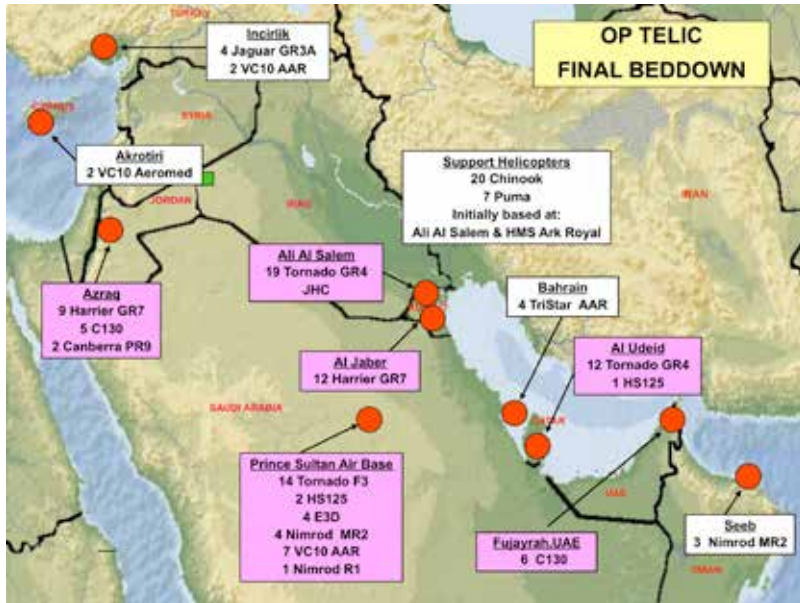 TURKEY
Incirlik
4 Jaguar GR3A
2 VC10 AAR
OP TELIC
FINAL BEDDOWN
CYPRUS
SYRIA
Akrotiri
2 VC10 Aeromed
JORDAN
IRAQ
IRAN
Support Helicopters
20 Chinook
7 Puma
Initially based at:
Ali Al Salem & HMS Ark Royal
Azraq
9 Harrier GR7
5 C130
2 Canberra PR9
Ali Al Salem
19 Tornado GR4
JHC
Bahrain
4 TriStar AAR
Al Jaber
12 Harrier GR7
Al Udeid
12 Tornado GR4
1 HS125
SAUDI ARABIA
QATAR
Prince Sultan Air Base
14 Tornado F3
2 HS125
4 E3D
4 Nimrod MR2
7 VC10 AAR
1 Nimrod R1
UAE
Fujayrah.UAE
6 C130
Seeb
3 Nimrod MR2
OMAN